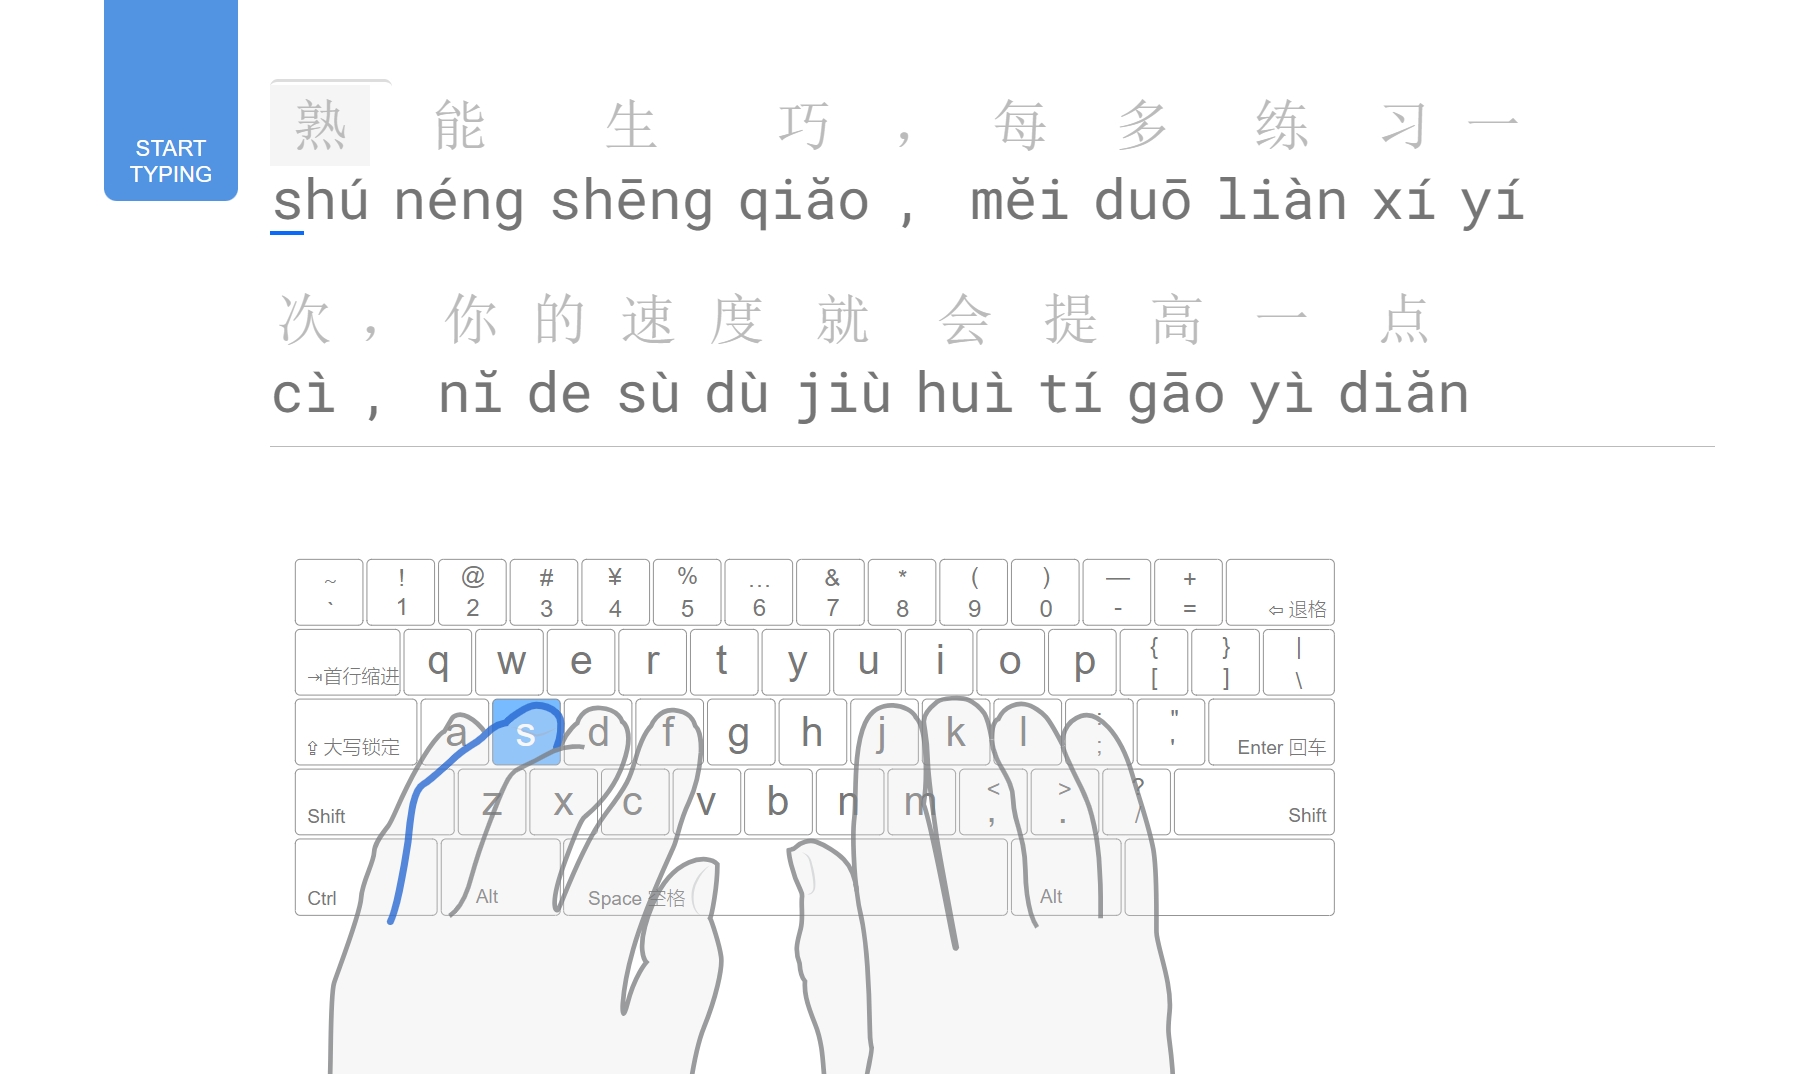 START
TYPING
熟 能 生 巧 ， 每 多 练 习 一
shú néng shēng qiǎo , měi duō liàn xí yí
次 ， 你 的 速 度 就 会 提 高 一 点
cì , nǐ de sù dù jiù huì tí gāo yì diǎn
~ ! @ # ¥ % … & * ( ) — +
` 1 2 3 4 5 6 7 8 9 0 - = ⇦ 退格
⇥首行缩进 q w e r t y u i o p { [ } ] | \
⇪ 大写锁定 a s d f g h j k l : ; " ' Enter 回车
Shift z x c v b n m < , > . ? / Shift
Ctrl Alt Space 空格 Alt